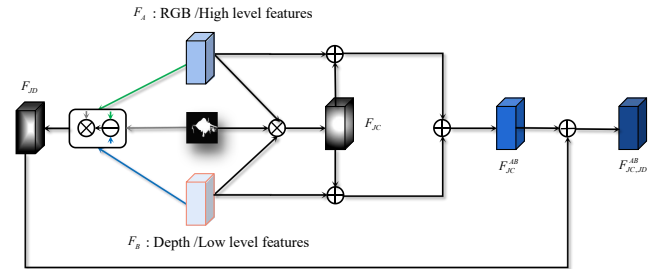 F_A : RGB /High level features
F_JD
F_JC
F_JC^AB
F_JC,JD^AB
F_B : Depth /Low level features